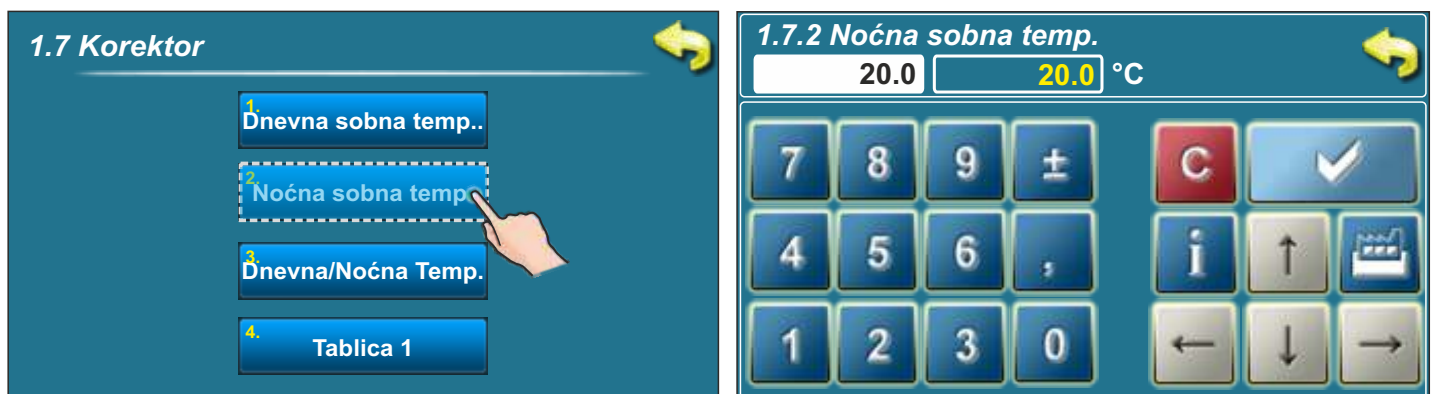 1.7 Korektor
1.
Dnevna sobna temp..
2.
Noćna sobna temp
3.
Dnevna/Noćna Temp.
4.
Tablica 1
1.7.2 Noćna sobna temp.
20.0 20.0 °C
7 8 9 ± C
4 5 6 , i ↑
1 2 3 0 ← ↓ →